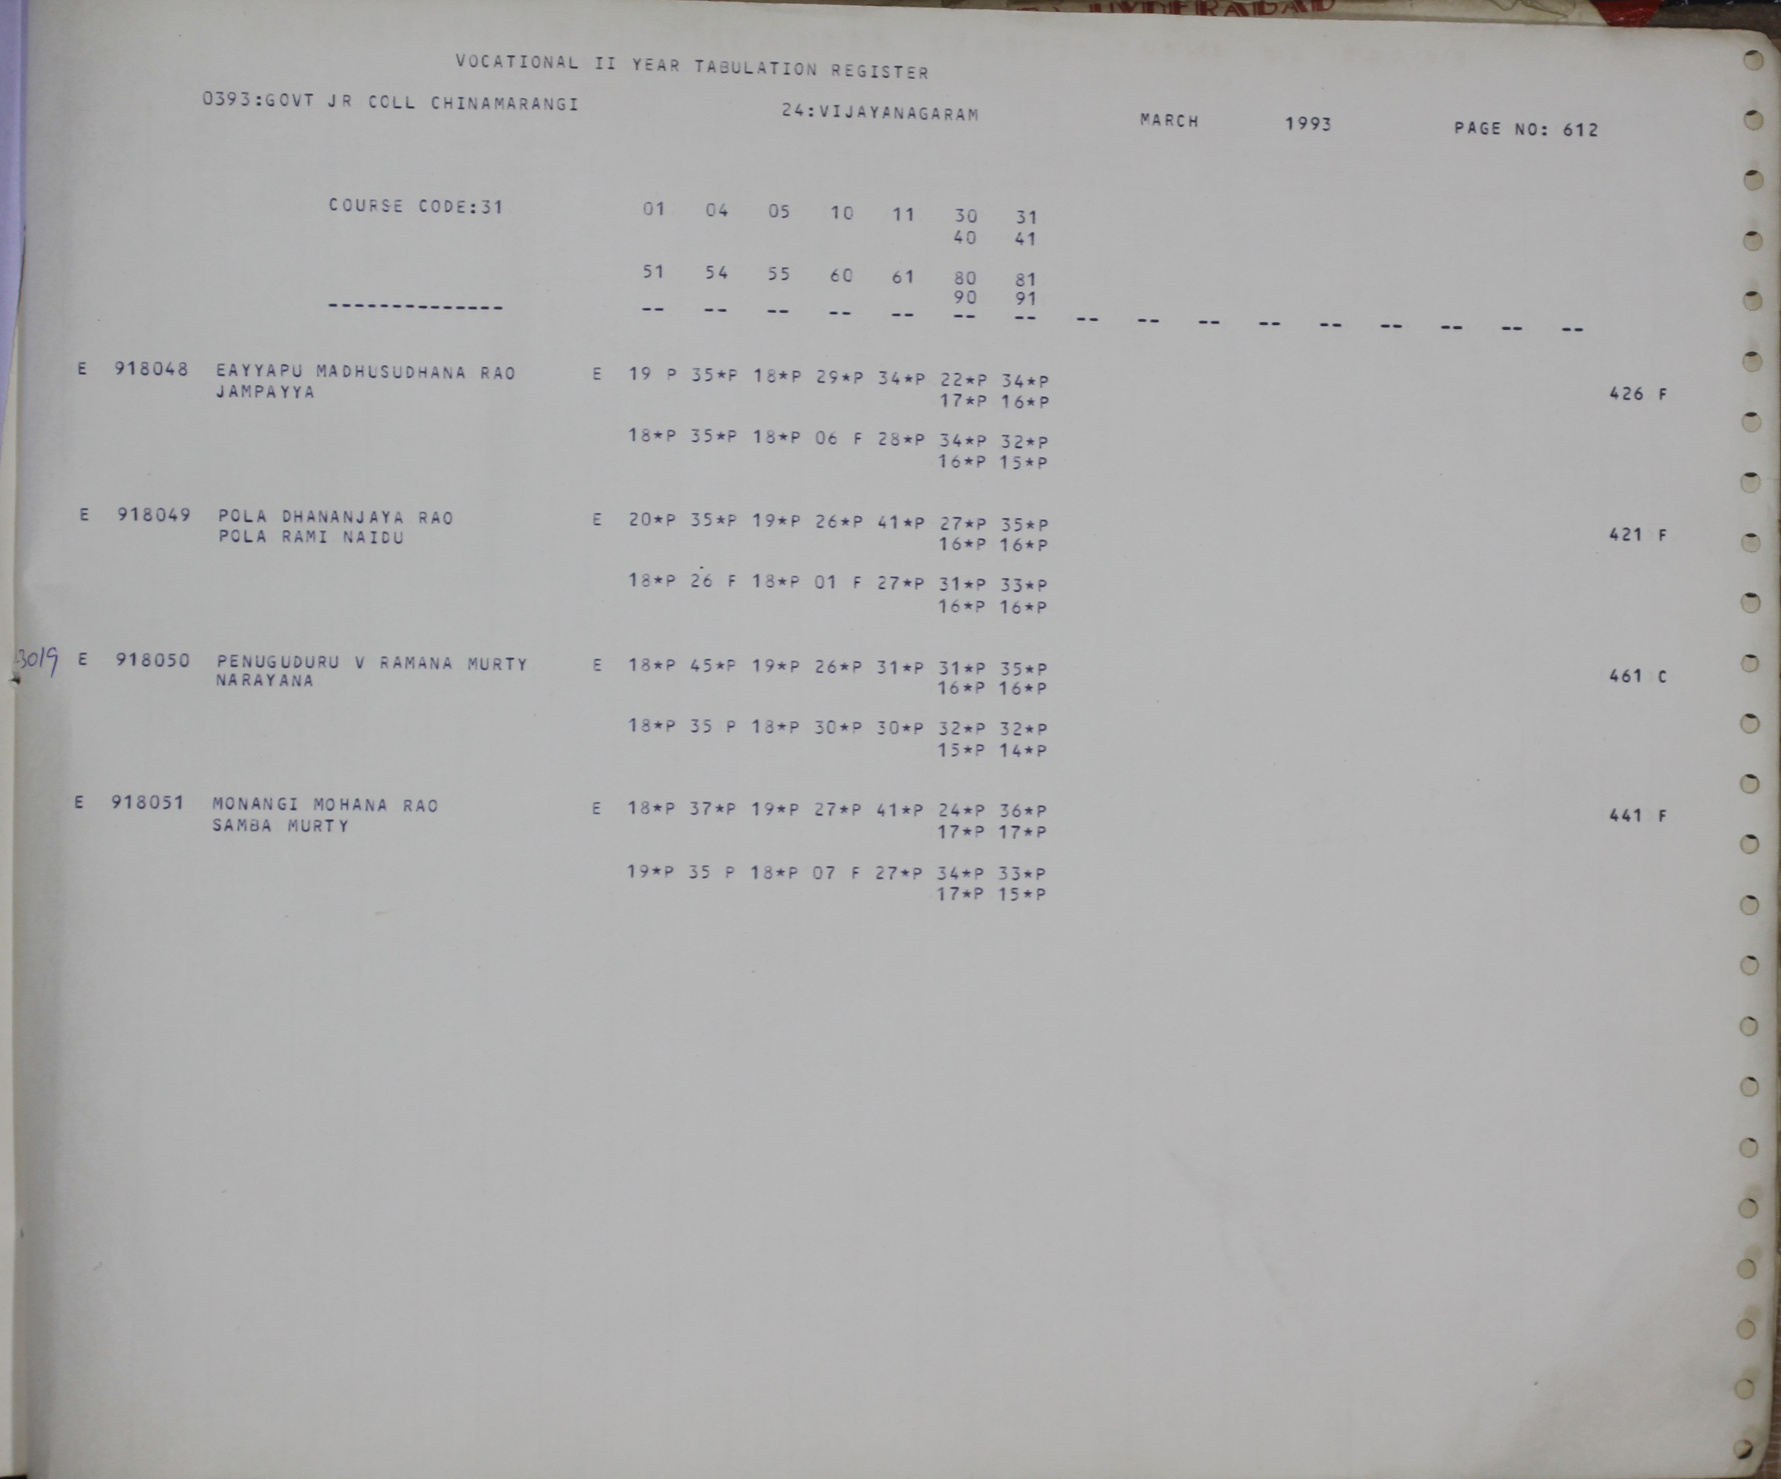 HYDERABAD
VOCATIONAL II YEAR TABULATION REGISTER
0393:GOVT JR COLL CHINAMARANGI 24:VIJAYANAGARAM MARCH 1993 PAGE NO: 612
COURSE CODE:31 01 04 05 10 11 30 31
40 41
51 54 55 60 61 80 81
90 91
-------------- -- -- -- -- -- -- -- -- -- -- -- -- -- -- -- --
E 918048 EAYYAPU MADHUSUDHANA RAO E 19 P 35*P 18*P 29*P 34*P 22*P 34*P
JAMPAYYA 17*P 16*P 426 F
18*P 35*P 18*P 06 F 28*P 34*P 32*P
16*P 15*P
E 918049 POLA DHANANJAYA RAO E 20*P 35*P 19*P 26*P 41*P 27*P 35*P
POLA RAMI NAIDU 16*P 16*P 421 F
18*P 26 F 18*P 01 F 27*P 31*P 33*P
16*P 16*P
3019 E 918050 PENUGUDURU V RAMANA MURTY E 18*P 45*P 19*P 26*P 31*P 31*P 35*P
NARAYANA 16*P 16*P 461 C
18*P 35 P 18*P 30*P 30*P 32*P 32*P
15*P 14*P
E 918051 MONANGI MOHANA RAO E 18*P 37*P 19*P 27*P 41*P 24*P 36*P
SAMBA MURTY 17*P 17*P 441 F
19*P 35 P 18*P 07 F 27*P 34*P 33*P
17*P 15*P